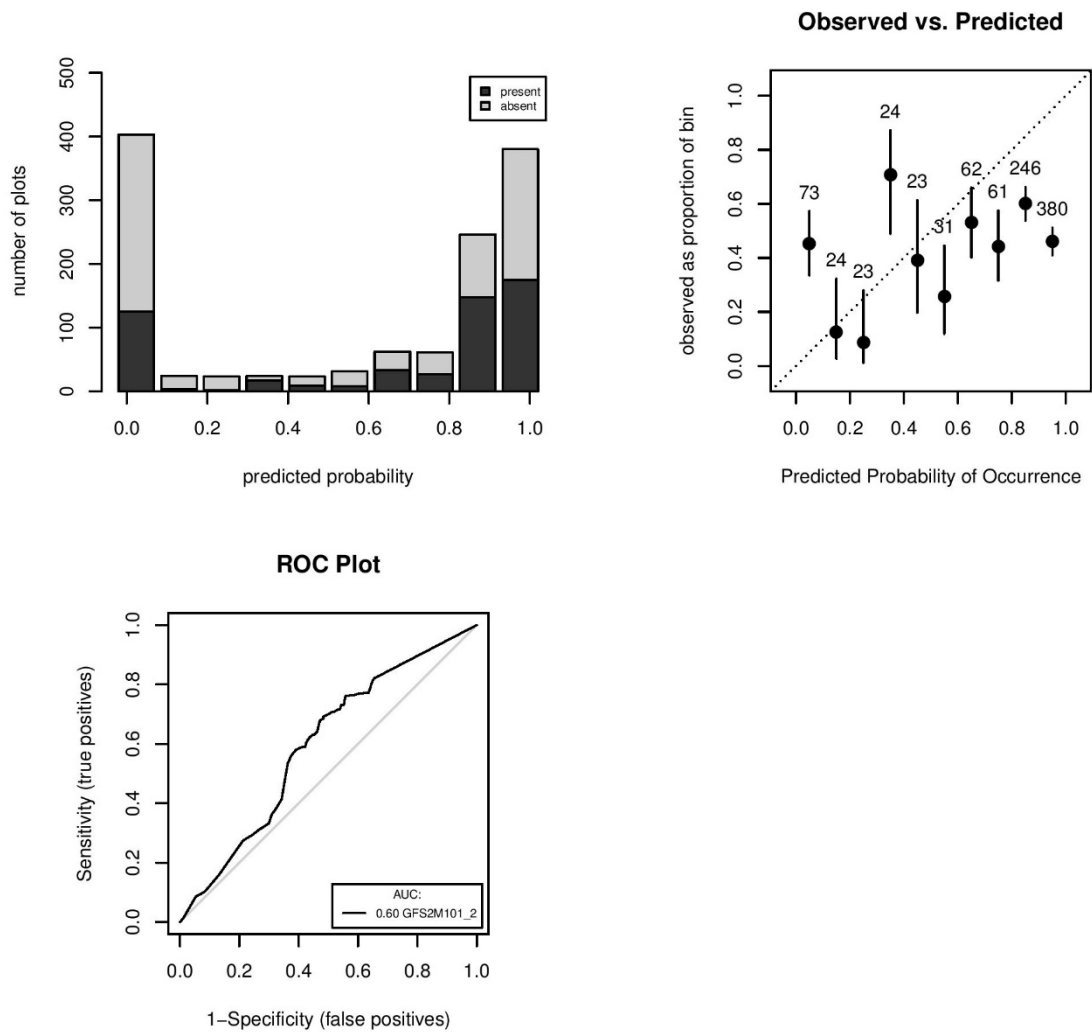 500
400
300
200
100
0
number of plots
present
absent
0.0 0.2 0.4 0.6 0.8 1.0
predicted probability
Observed vs. Predicted
1.0
0.8
0.6
0.4
0.2
0.0
observed as proportion of bin
73
24
23
24
23
31
62
61
246
380
0.0 0.2 0.4 0.6 0.8 1.0
Predicted Probability of Occurrence
ROC Plot
1.0
0.8
0.6
0.4
0.2
0.0
Sensitivity (true positives)
AUC:
0.60 GFS2M101_2
0.0 0.2 0.4 0.6 0.8 1.0
1−Specificity (false positives)